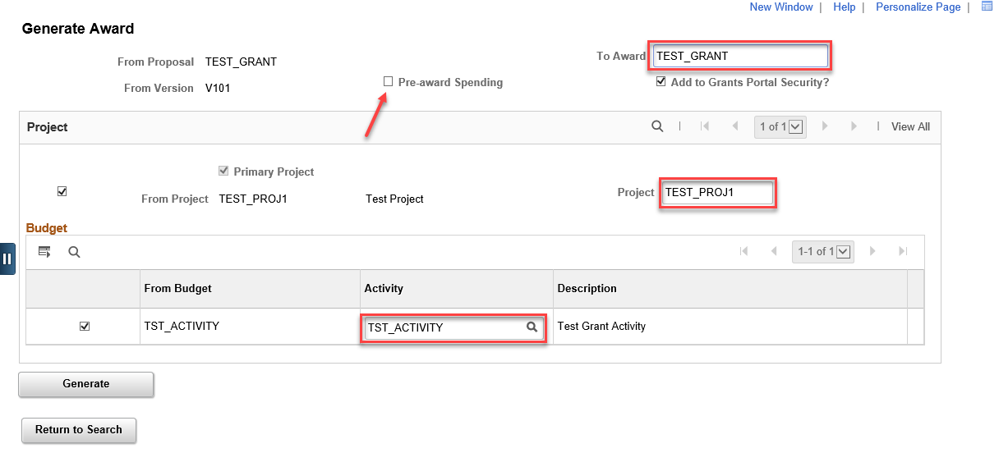 New Window | Help | Personalize Page |
Generate Award
From Proposal TEST_GRANT To Award TEST_GRANT
From Version V101 Pre-award Spending Add to Grants Portal Security?
Project 1 of 1 View All
Primary Project
From Project TEST_PROJ1 Test Project Project TEST_PROJ1
Budget
1-1 of 1
From Budget Activity Description
TST_ACTIVITY TST_ACTIVITY Test Grant Activity
Generate
Return to Search